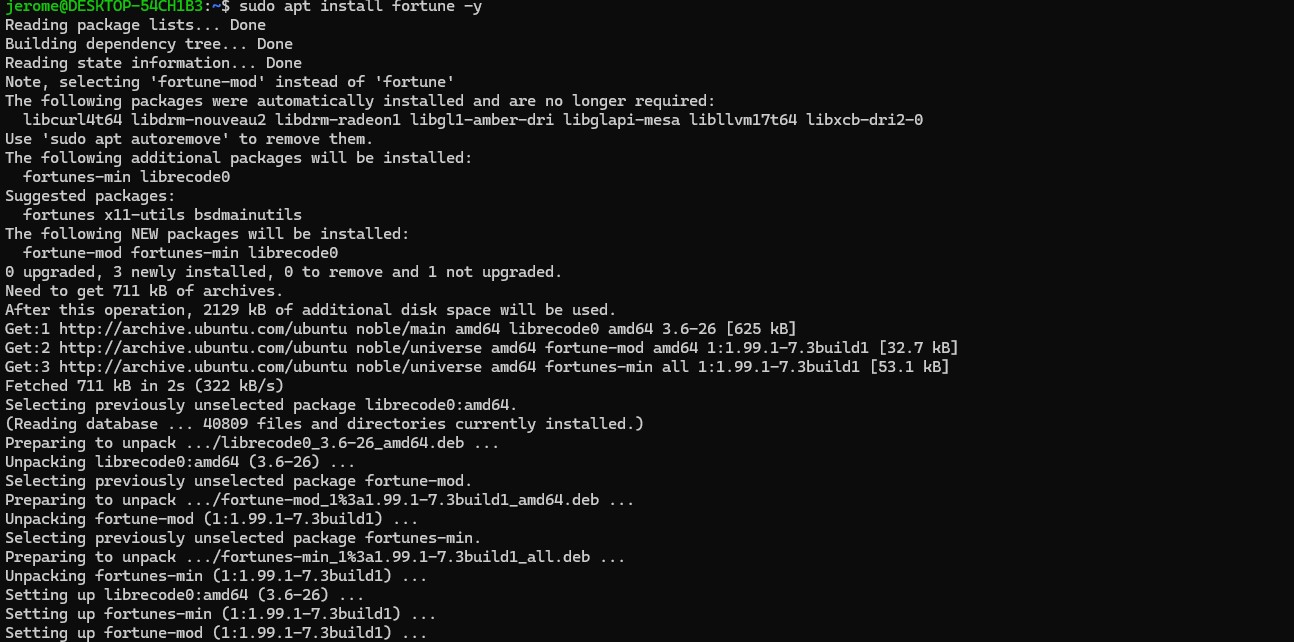 jerome@DESKTOP-54CH1B3:~$ sudo apt install fortune -y
Reading package lists... Done
Building dependency tree... Done
Reading state information... Done
Note, selecting 'fortune-mod' instead of 'fortune'
The following packages were automatically installed and are no longer required:
  libcurl4t64 libdrm-nouveau2 libdrm-radeon1 libgl1-amber-dri libglapi-mesa libllvm17t64 libxcb-dri2-0
Use 'sudo apt autoremove' to remove them.
The following additional packages will be installed:
  fortunes-min librecode0
Suggested packages:
  fortunes x11-utils bsdmainutils
The following NEW packages will be installed:
  fortune-mod fortunes-min librecode0
0 upgraded, 3 newly installed, 0 to remove and 1 not upgraded.
Need to get 711 kB of archives.
After this operation, 2129 kB of additional disk space will be used.
Get:1 http://archive.ubuntu.com/ubuntu noble/main amd64 librecode0 amd64 3.6-26 [625 kB]
Get:2 http://archive.ubuntu.com/ubuntu noble/universe amd64 fortune-mod amd64 1:1.99.1-7.3build1 [32.7 kB]
Get:3 http://archive.ubuntu.com/ubuntu noble/universe amd64 fortunes-min all 1:1.99.1-7.3build1 [53.1 kB]
Fetched 711 kB in 2s (322 kB/s)
Selecting previously unselected package librecode0:amd64.
(Reading database ... 40809 files and directories currently installed.)
Preparing to unpack .../librecode0_3.6-26_amd64.deb ...
Unpacking librecode0:amd64 (3.6-26) ...
Selecting previously unselected package fortune-mod.
Preparing to unpack .../fortune-mod_1%3a1.99.1-7.3build1_amd64.deb ...
Unpacking fortune-mod (1:1.99.1-7.3build1) ...
Selecting previously unselected package fortunes-min.
Preparing to unpack .../fortunes-min_1%3a1.99.1-7.3build1_all.deb ...
Unpacking fortunes-min (1:1.99.1-7.3build1) ...
Setting up librecode0:amd64 (3.6-26) ...
Setting up fortunes-min (1:1.99.1-7.3build1) ...
Setting up fortune-mod (1:1.99.1-7.3build1) ...